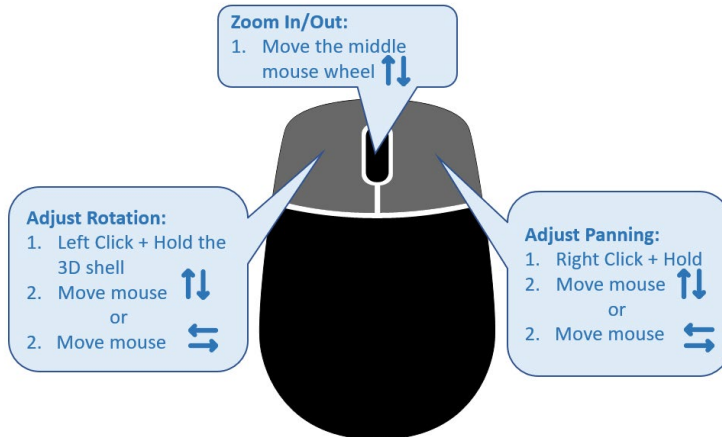 Zoom In/Out:
1. Move the middle
mouse wheel
Adjust Rotation:
1. Left Click + Hold the
3D shell
2. Move mouse
or
2. Move mouse
Adjust Panning:
1. Right Click + Hold
2. Move mouse
or
2. Move mouse